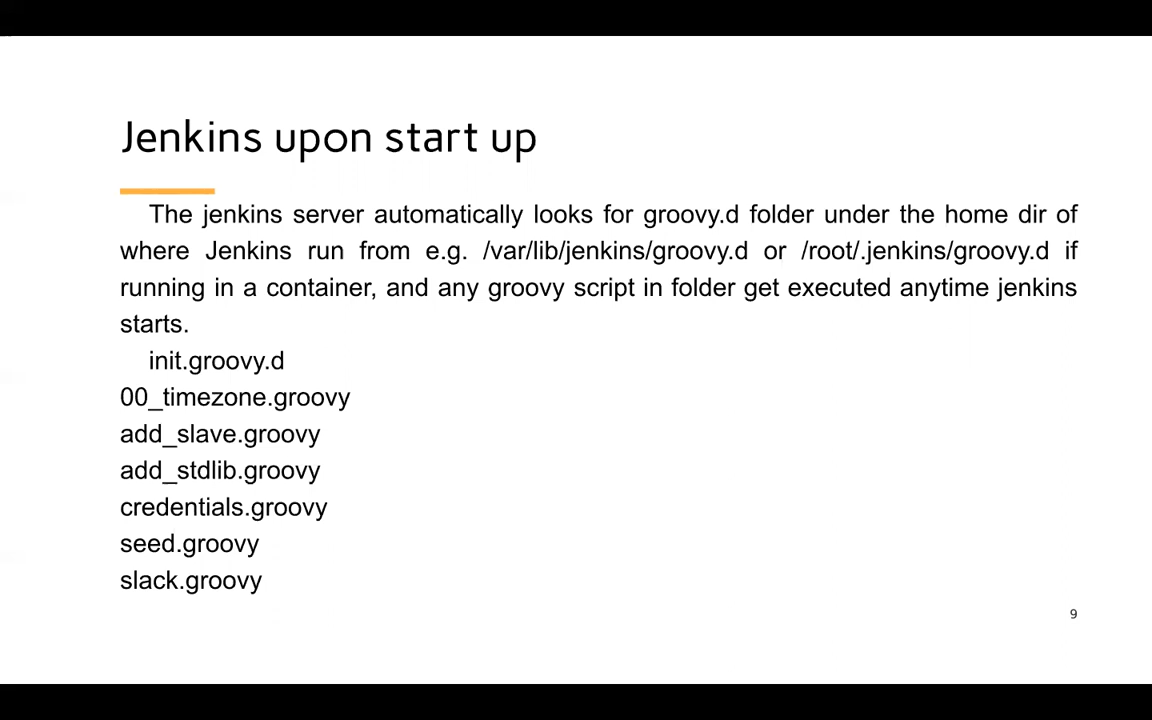 Jenkins upon start up
The jenkins server automatically looks for groovy.d folder under the home dir of
where Jenkins run from e.g. /var/lib/jenkins/groovy.d or /root/.jenkins/groovy.d if
running in a container, and any groovy script in folder get executed anytime jenkins
starts.
init.groovy.d
00_timezone.groovy
add_slave.groovy
add_stdlib.groovy
credentials.groovy
seed.groovy
slack.groovy
9